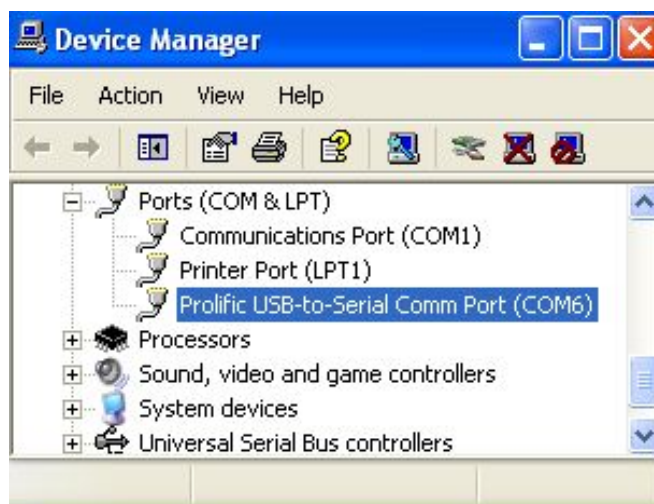 Device Manager
File Action View Help
Ports (COM & LPT)
Communications Port (COM1)
Printer Port (LPT1)
Prolific USB-to-Serial Comm Port (COM6)
Processors
Sound, video and game controllers
System devices
Universal Serial Bus controllers